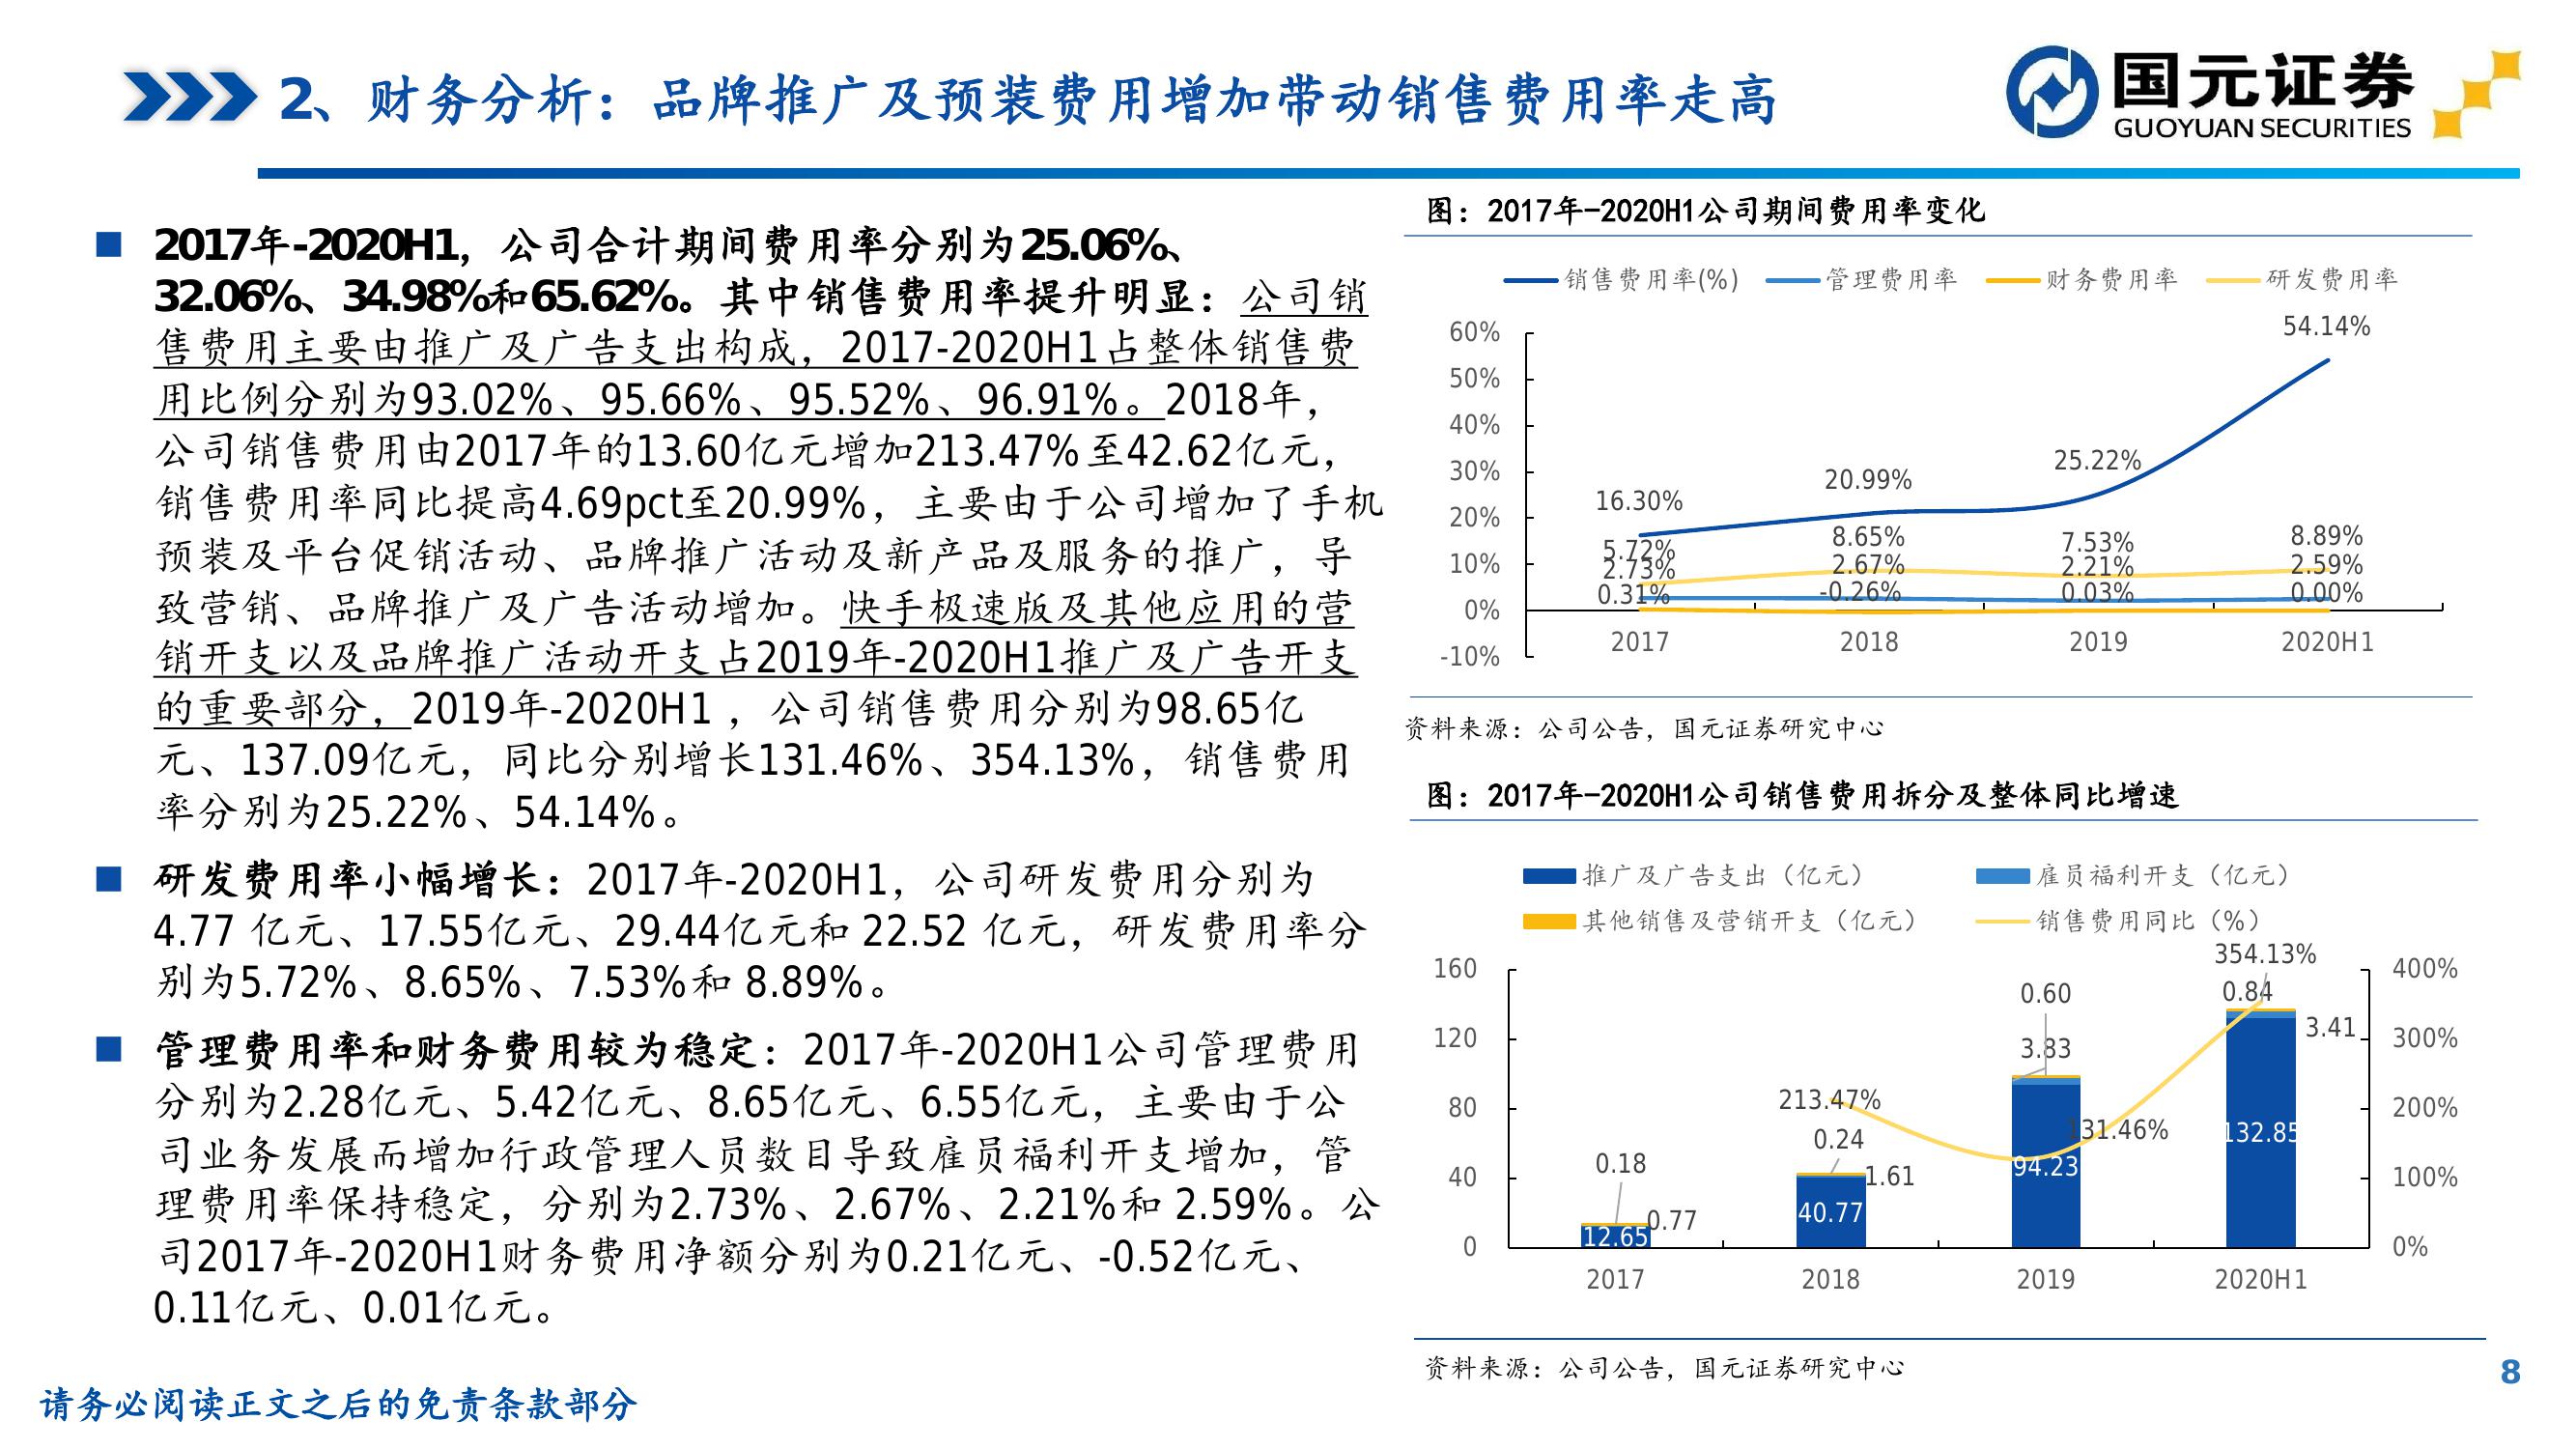 2、财务分析：品牌推广及预装费用增加带动销售费用率走高
国元证券
GUOYUAN SECURITIES
2017年-2020H1，公司合计期间费用率分别为25.06%、
32.06%、34.98%和65.62%。其中销售费用率提升明显：公司销
售费用主要由推广及广告支出构成，2017-2020H1占整体销售费
用比例分别为93.02%、95.66%、95.52%、96.91%。2018年，
公司销售费用由2017年的13.60亿元增加213.47%至42.62亿元，
销售费用率同比提高4.69pct至20.99%，主要由于公司增加了手机
预装及平台促销活动、品牌推广活动及新产品及服务的推广，导
致营销、品牌推广及广告活动增加。快手极速版及其他应用的营
销开支以及品牌推广活动开支占2019年-2020H1推广及广告开支
的重要部分，2019年-2020H1，公司销售费用分别为98.65亿
元、137.09亿元，同比分别增长131.46%、354.13%，销售费用
率分别为25.22%、54.14%。
研发费用率小幅增长：2017年-2020H1，公司研发费用分别为
4.77 亿元、17.55亿元、29.44亿元和 22.52 亿元，研发费用率分
别为5.72%、8.65%、7.53%和 8.89%。
管理费用率和财务费用较为稳定：2017年-2020H1公司管理费用
分别为2.28亿元、5.42亿元、8.65亿元、6.55亿元，主要由于公
司业务发展而增加行政管理人员数目导致雇员福利开支增加，管
理费用率保持稳定，分别为2.73%、2.67%、2.21%和 2.59%。公
司2017年-2020H1财务费用净额分别为0.21亿元、-0.52亿元、
0.11亿元、0.01亿元。
图：2017年-2020H1公司期间费用率变化
销售费用率(%) 管理费用率 财务费用率 研发费用率
54.14%
60%
50%
40%
30%
20%
10%
0%
-10%
16.30% 20.99% 25.22%
5.72% 8.65% 7.53% 8.89%
2.73% 2.67% 2.21% 2.59%
0.31% -0.26% 0.03% 0.00%
2017 2018 2019 2020H1
资料来源：公司公告，国元证券研究中心
图：2017年-2020H1公司销售费用拆分及整体同比增速
推广及广告支出（亿元） 雇员福利开支（亿元）
其他销售及营销开支（亿元） 销售费用同比（%）
354.13%
160
120
80
40
0
400%
300%
200%
100%
0%
0.60 0.84
3.83 3.41
213.47% 131.46%
0.24
0.18 1.61
0.77
12.65 40.77 94.23 132.85
2017 2018 2019 2020H1
资料来源：公司公告，国元证券研究中心
请务必阅读正文之后的免责条款部分
8